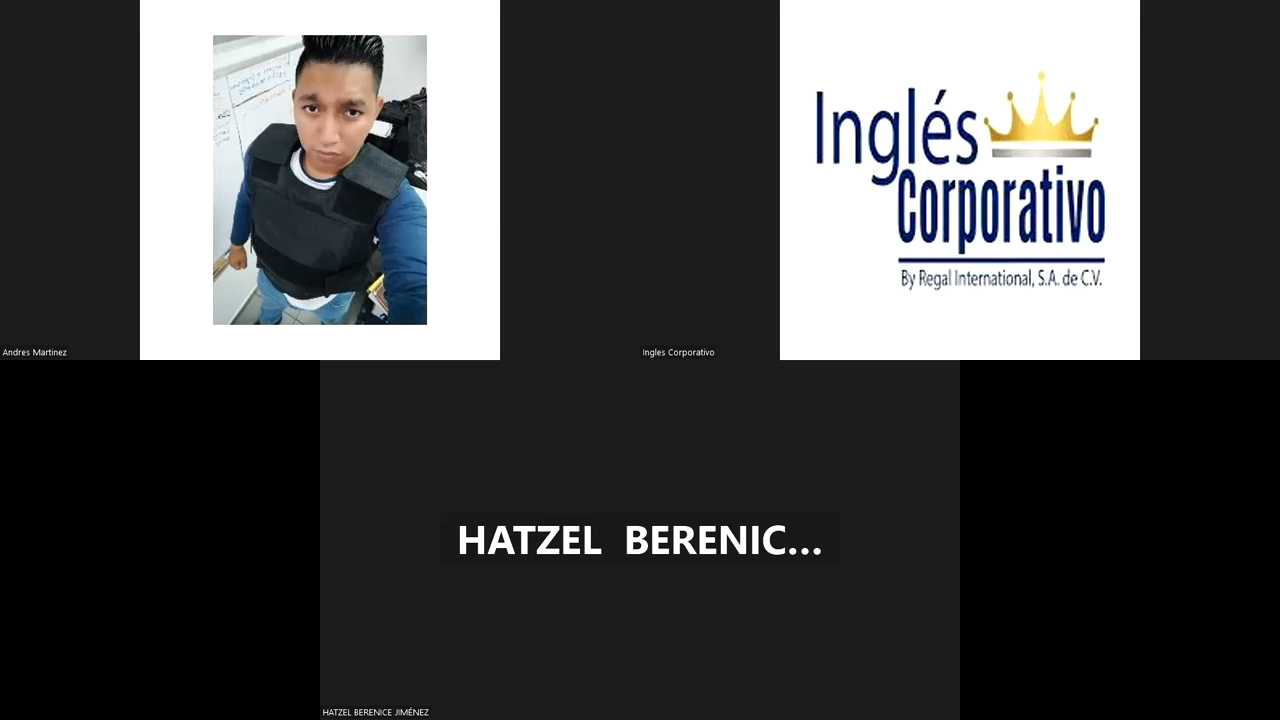 Andres Martinez
Inglés
Corporativo
By Regal International, S.A. de C.V.
Ingles Corporativo
HATZEL BERENIC...
HATZEL BERENICE JIMÉNEZ